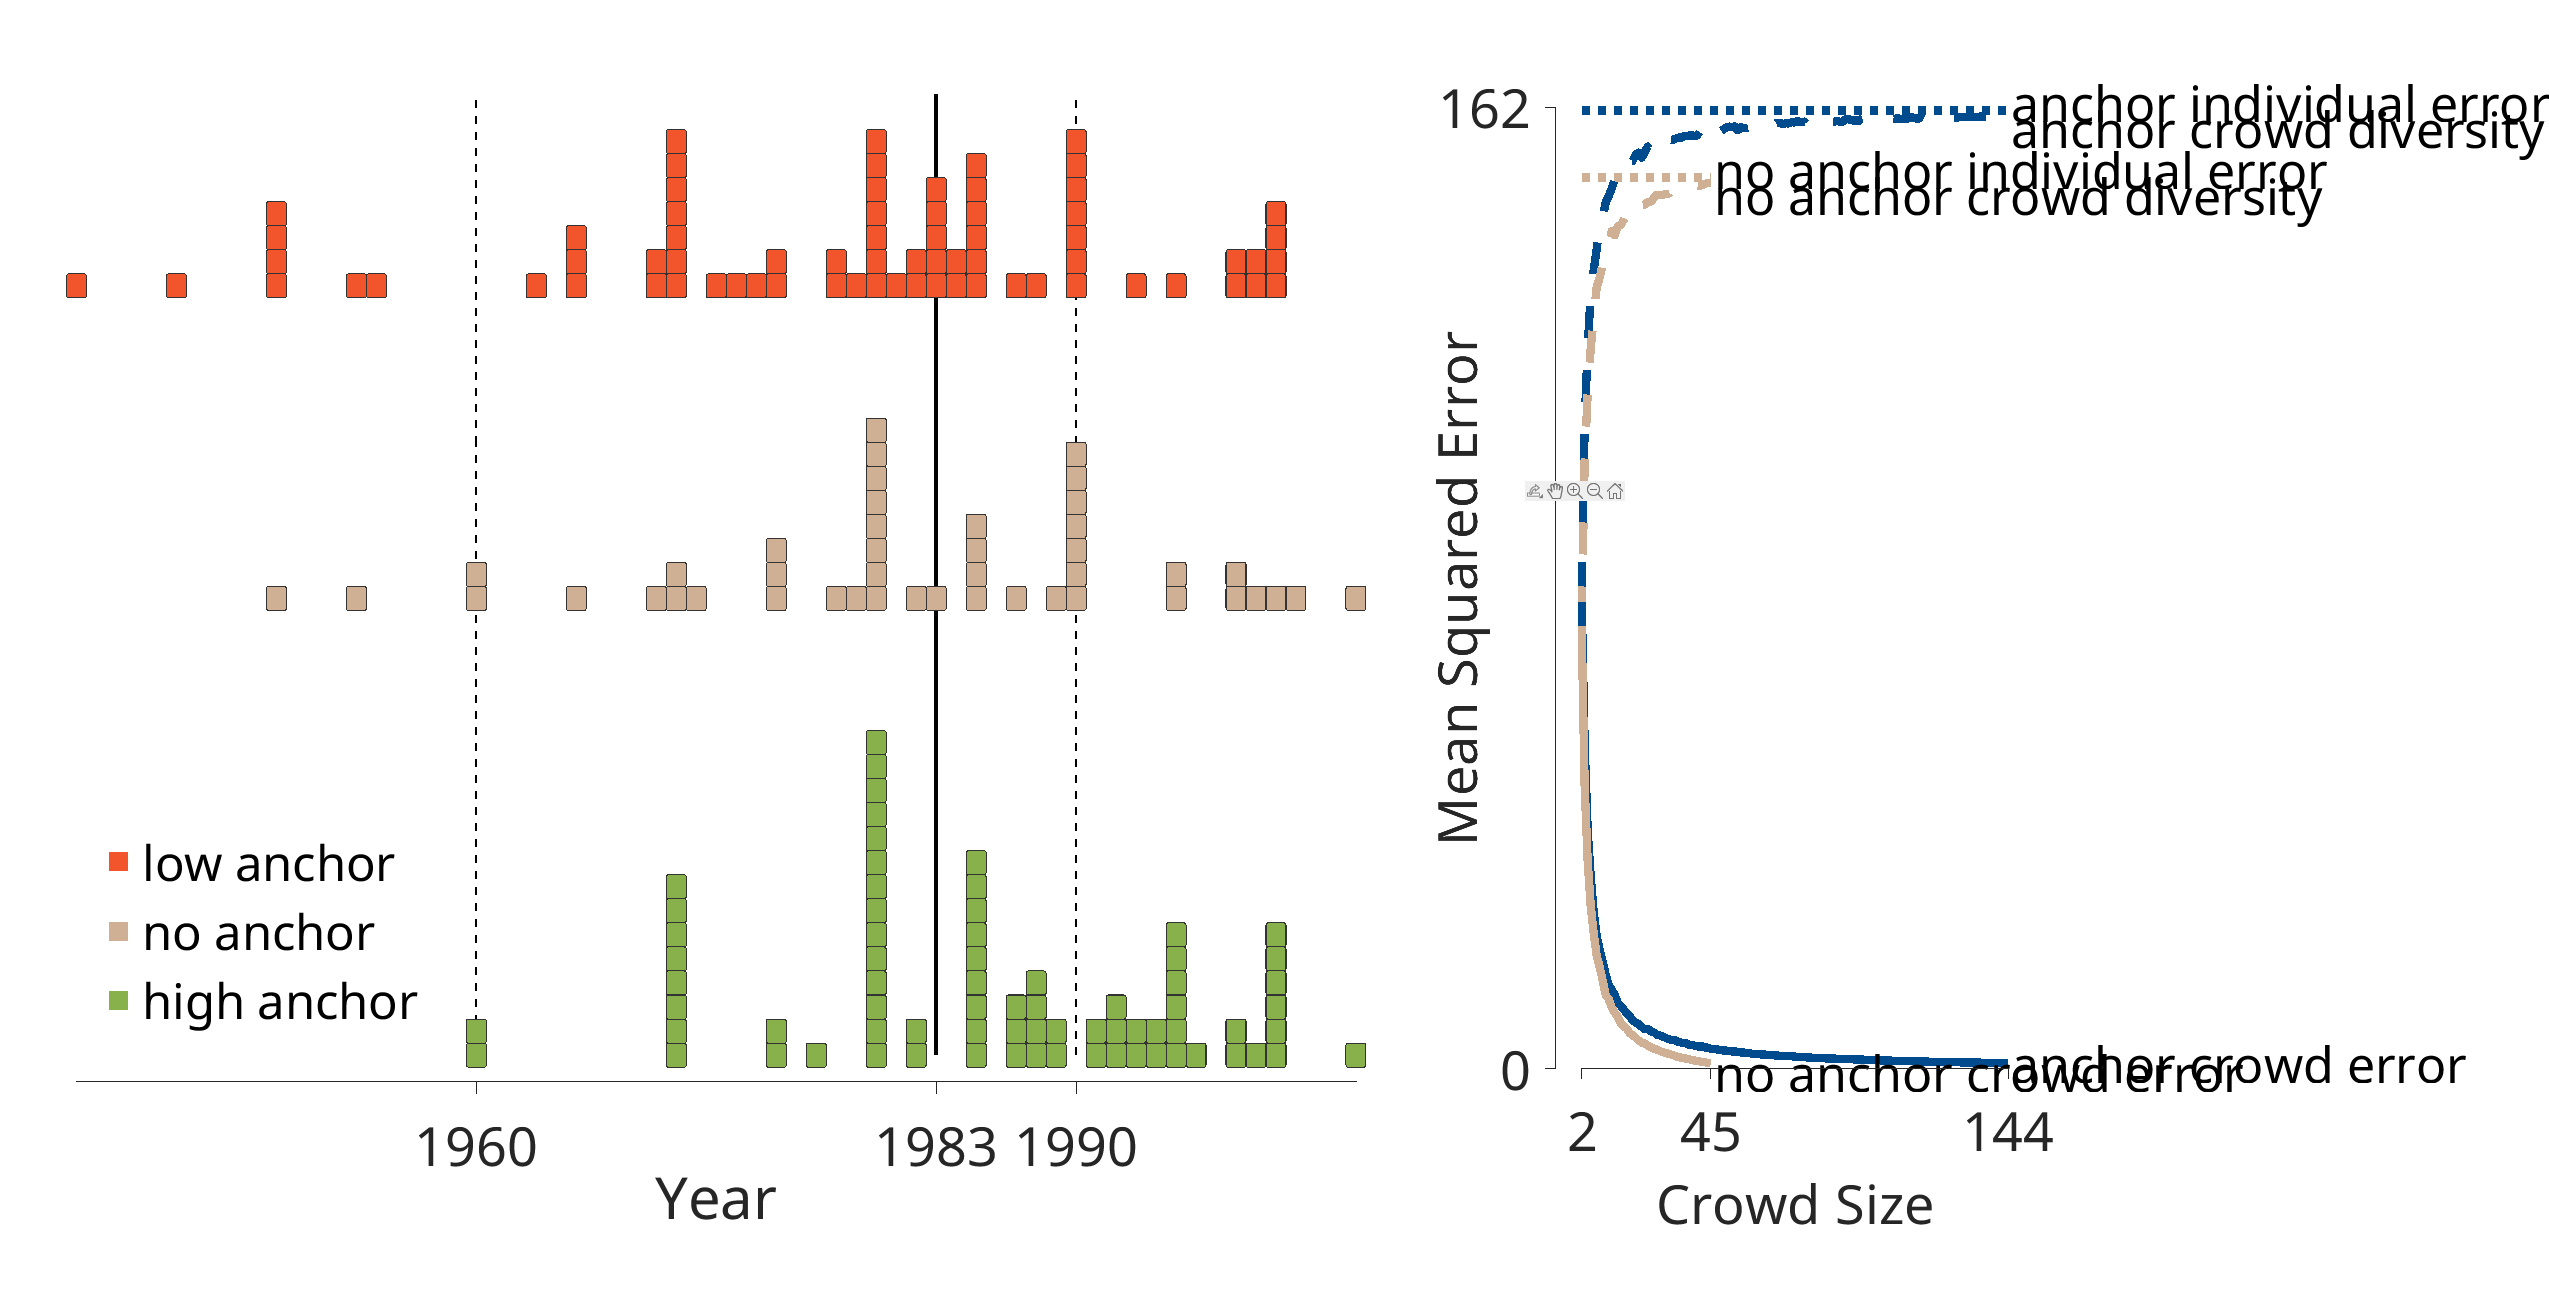 low anchor
no anchor
high anchor
1960
1983
1990
Year
162
0
Mean Squared Error
anchor individual error
anchor crowd diversity
no anchor individual error
no anchor crowd diversity
anchor crowd error
no anchor crowd error
2
45
144
Crowd Size